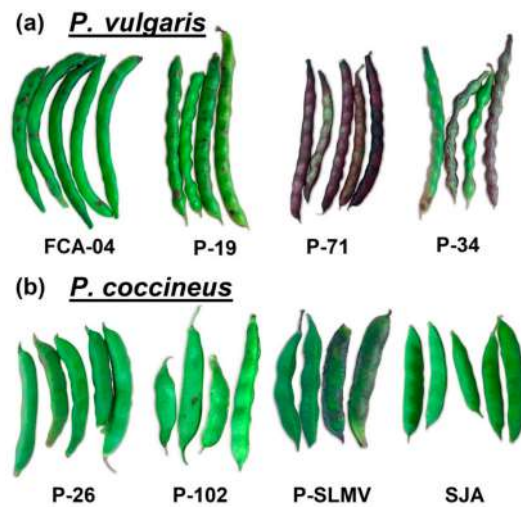 (a) P. vulgaris
FCA-04 P-19 P-71 P-34
(b) P. coccineus
P-26 P-102 P-SLMV SJA